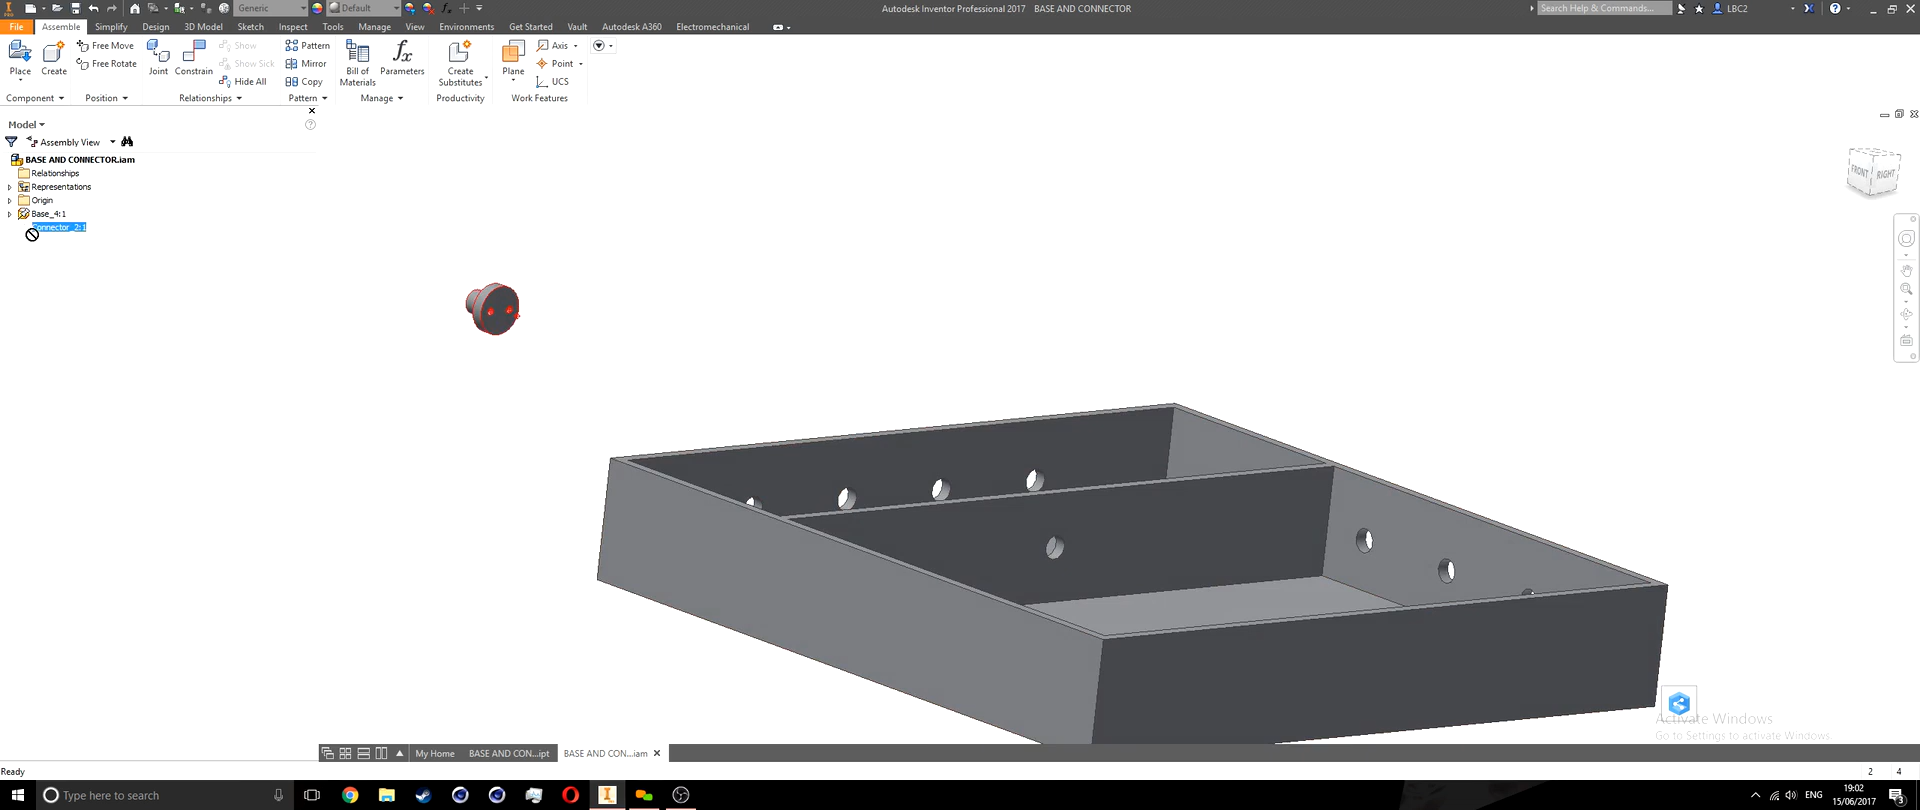 Generic
Default
Autodesk Inventor Professional 2017 BASE AND CONNECTOR
Search Help & Commands...
LBC2
File Assemble Simplify Design 3D Model Sketch Inspect Tools Manage View Environments Get Started Vault Autodesk A360 Electromechanical
Place
Create
Free Move
Free Rotate
Joint
Constrain
Show
Show Sick
Hide All
Pattern
Mirror
Copy
Bill of
Materials
Parameters
Create
Substitutes
Plane
Axis
Point
UCS
Component Position Relationships Pattern Manage Productivity Work Features
Model
Assembly View
BASE AND CONNECTOR.iam
Relationships
Representations
Origin
Base_4:1
Connector_2:1
FRONT
RIGHT
Activate Windows
Go to Settings to activate Windows.
My Home BASE AND CON...ipt BASE AND CON...iam
Ready
2 4
Type here to search
ENG
19:02
15/06/2017
3